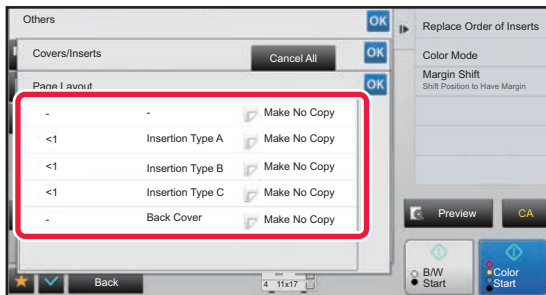 Others
OK
Covers/Inserts
Cancel All
OK
Page Layout
OK
- - Make No Copy
<1 Insertion Type A Make No Copy
<1 Insertion Type B Make No Copy
<1 Insertion Type C Make No Copy
- Back Cover Make No Copy
Back
4 11x17
Replace Order of Inserts
Color Mode
Margin Shift
Shift Position to Have Margin
Preview
CA
B/W
Start
Color
Start